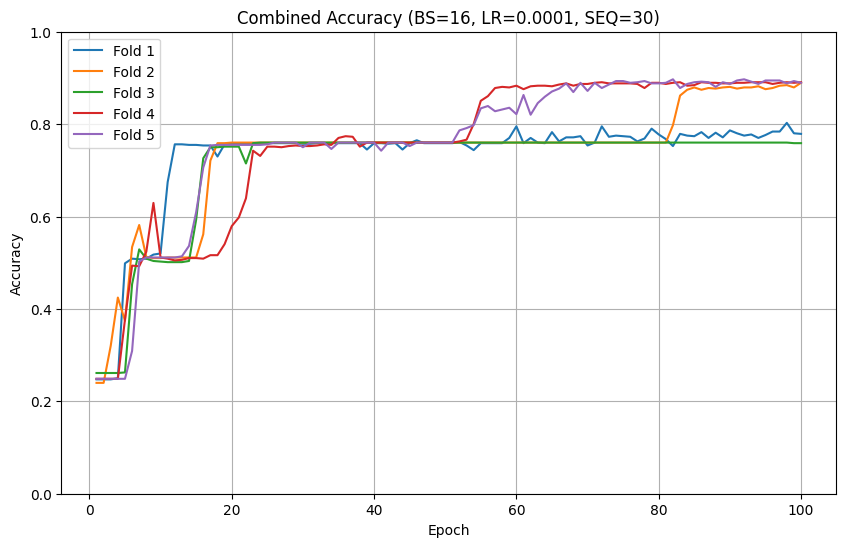 Combined Accuracy (BS=16, LR=0.0001, SEQ=30)
Fold 1
Fold 2
Fold 3
Fold 4
Fold 5
Accuracy
1.0
0.8
0.6
0.4
0.2
0.0
0 20 40 60 80 100
Epoch